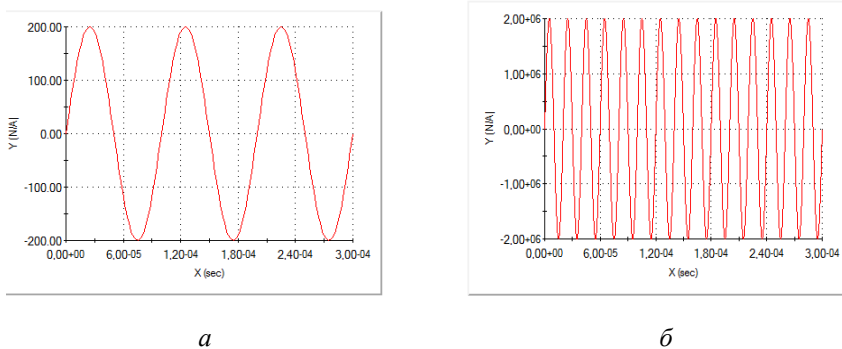 200.00
100.00
0.00
-100.00
-200.00
Y (N/A)
0,00+00 6,00-05 1,20-04 1,80-04 2,40-04 3,00-04
X (sec)
а
2,00+06
1,00+06
0,00+00
-1,00+06
-2,00+06
Y (N/A)
0,00+00 6,00-05 1,20-04 1,80-04 2,40-04 3,00-04
X (sec)
б